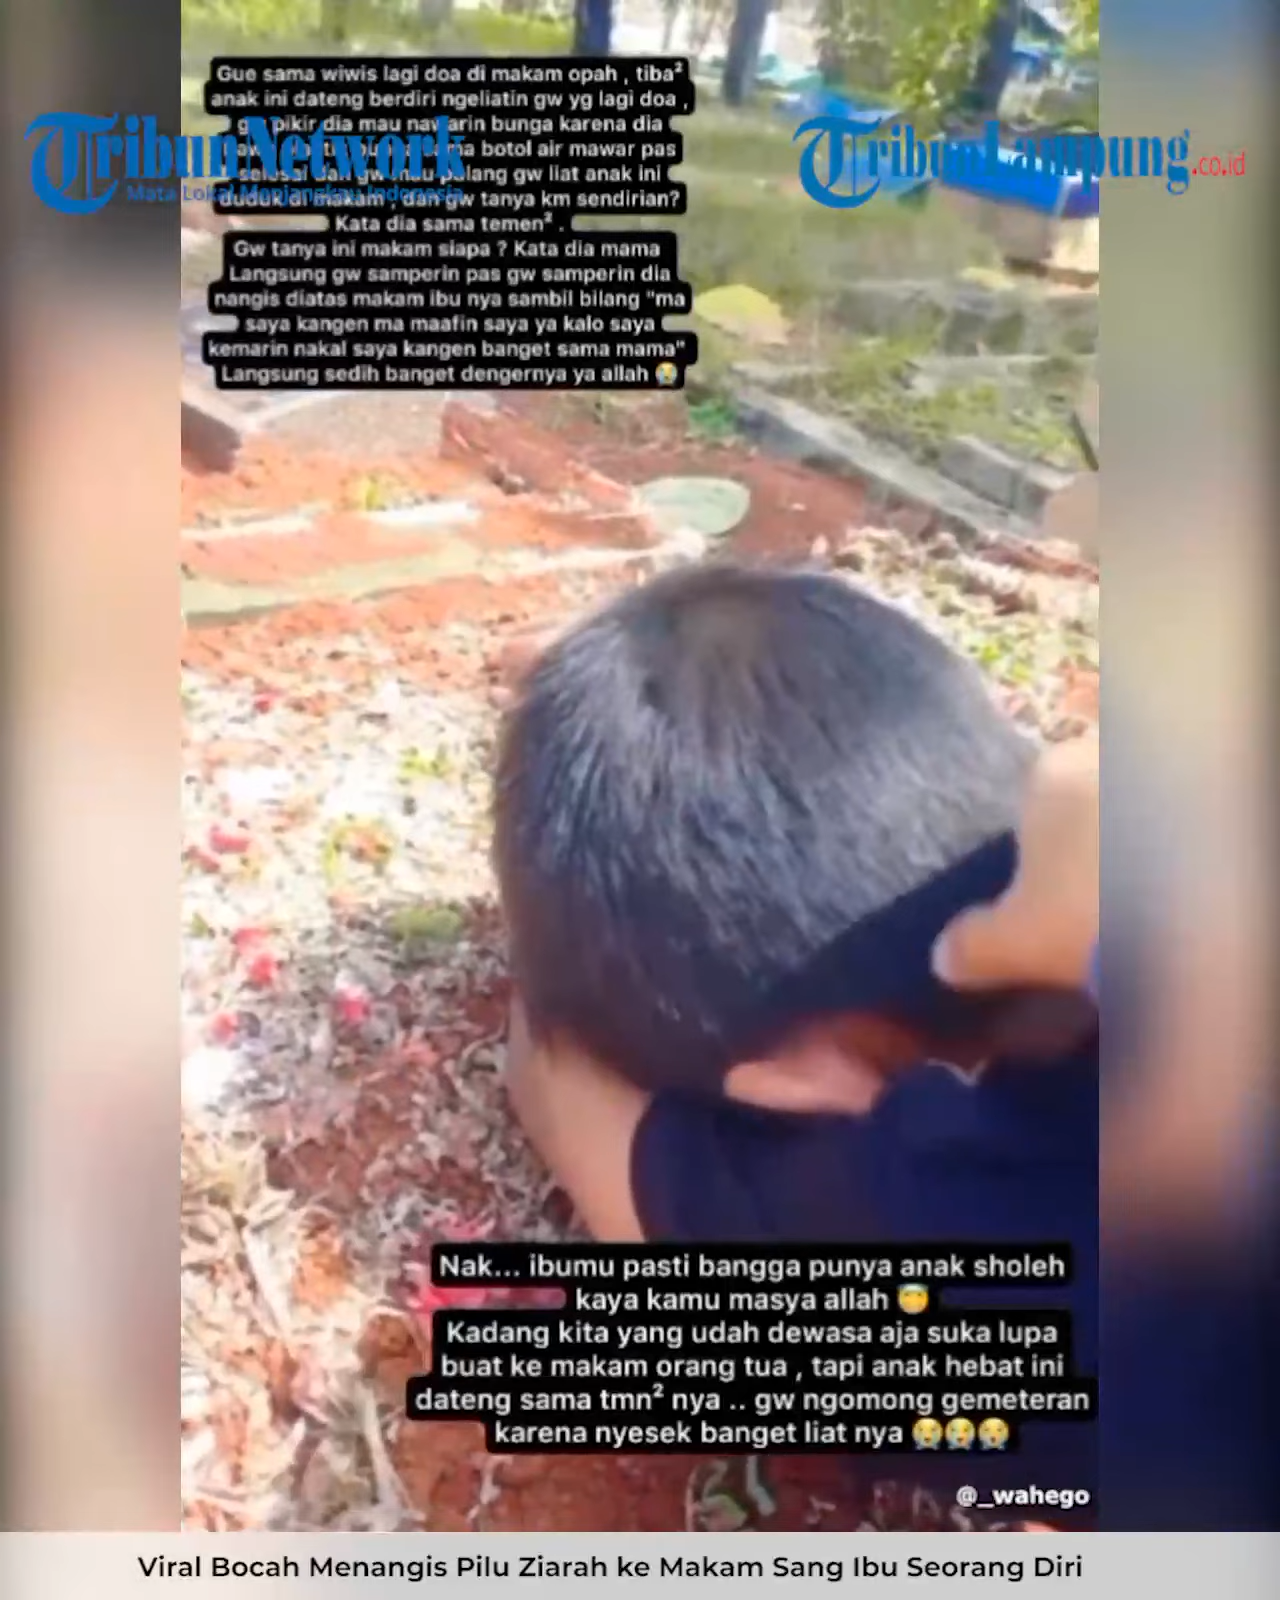 Gue sama wiwis lagi doa di makam opah , tiba²
anak ini dateng berdiri ngeliatin gw yg lagi doa ,
pikir dia mau nawarin bunga karena dia
botol air mawar pas
selesai dan gw mau pulang gw liat anak ini
duduk di makam , dan gw tanya km sendirian?
Kata dia sama temen² .
Gw tanya ini makam siapa ? Kata dia mama
Langsung gw samperin pas gw samperin dia
nangis diatas makam ibu nya sambil bilang "ma
saya kangen ma maafin saya ya kalo saya
kemarin nakal saya kangen banget sama mama"
Langsung sedih banget dengernya ya allah 😭
TribunNetwork
Mata Lokal Menjangkau Indonesia
TribunLampung.co.id
Nak... ibumu pasti bangga punya anak sholeh
kaya kamu masya allah 😇
Kadang kita yang udah dewasa aja suka lupa
buat ke makam orang tua , tapi anak hebat ini
dateng sama tmn² nya .. gw ngomong gemeteran
karena nyesek banget liat nya 😭😭😭
@_wahego
Viral Bocah Menangis Pilu Ziarah ke Makam Sang Ibu Seorang Diri